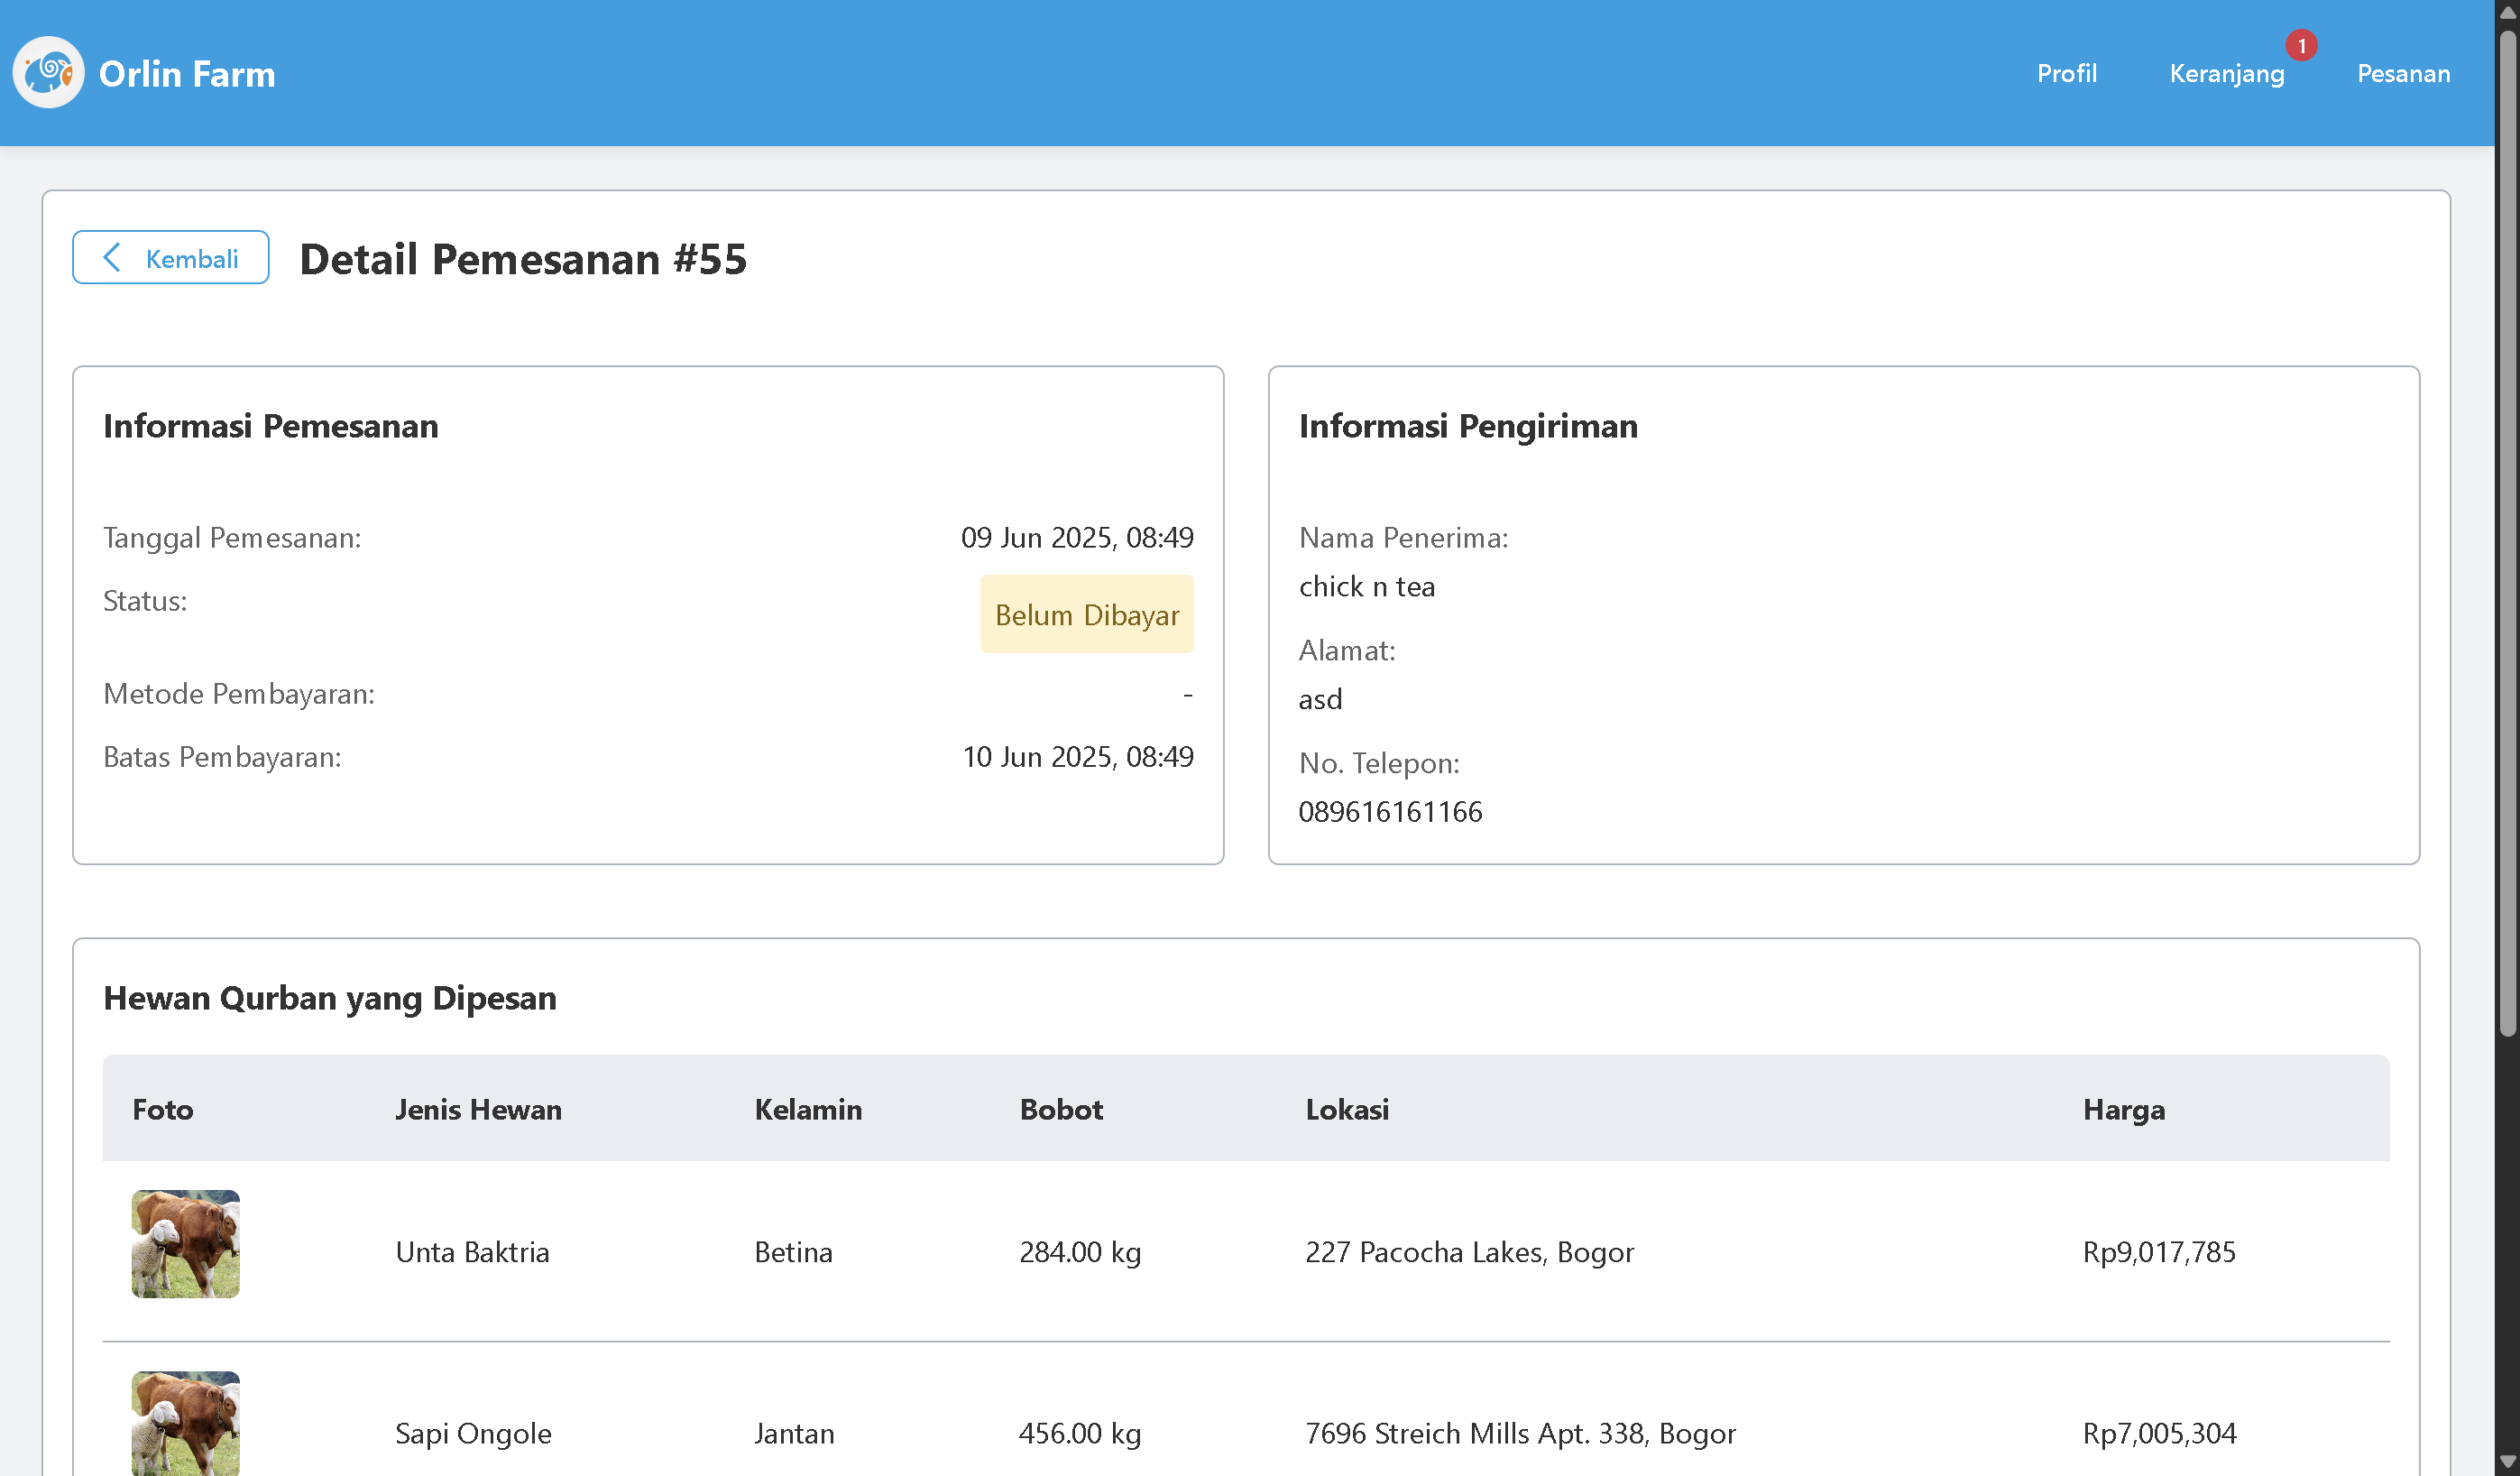 Orlin Farm
Profil
Keranjang
1
Pesanan
Kembali
Detail Pemesanan #55
Informasi Pemesanan
Tanggal Pemesanan: 09 Jun 2025, 08:49
Status: Belum Dibayar
Metode Pembayaran: -
Batas Pembayaran: 10 Jun 2025, 08:49
Informasi Pengiriman
Nama Penerima:
chick n tea
Alamat:
asd
No. Telepon:
089616161166
Hewan Qurban yang Dipesan
Foto Jenis Hewan Kelamin Bobot Lokasi Harga
Unta Baktria Betina 284.00 kg 227 Pacocha Lakes, Bogor Rp9,017,785
Sapi Ongole Jantan 456.00 kg 7696 Streich Mills Apt. 338, Bogor Rp7,005,304